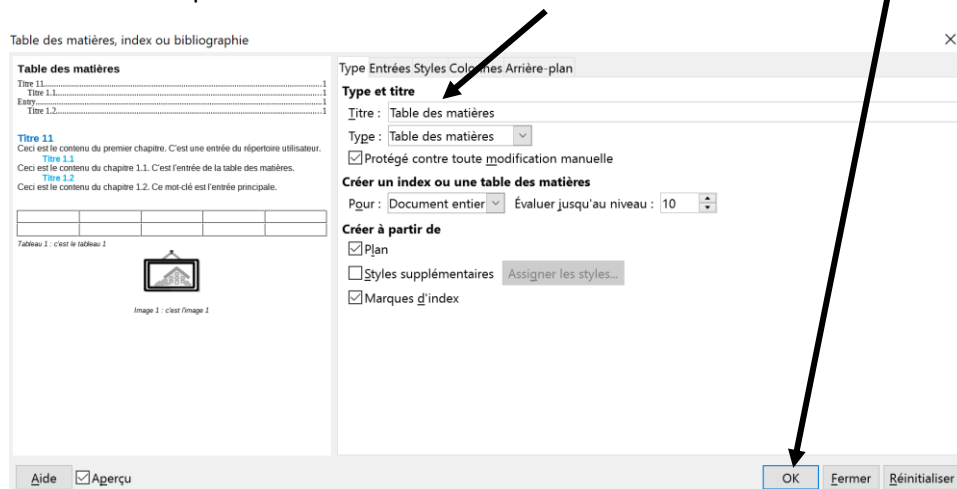 Table des matières, index ou bibliographie
Table des matières
Titre 11 1
Titre 1.1 1
Entry 1
Titre 1.2 1
Titre 11
Ceci est le contenu du premier chapitre. C'est une entrée du répertoire utilisateur.
Titre 1.1
Ceci est le contenu du chapitre 1.1. C'est l'entrée de la table des matières.
Titre 1.2
Ceci est le contenu du chapitre 1.2. Ce mot-clé est l'entrée principale.
Tableau 1 : c'est le tableau 1
Image 1 : c'est l'image 1
Type Entrées Styles Colonnes Arrière-plan
Type et titre
Titre : Table des matières
Type : Table des matières
Protégé contre toute modification manuelle
Créer un index ou une table des matières
Pour : Document entier Évaluer jusqu'au niveau : 10
Créer à partir de
Plan
Styles supplémentaires Assigner les styles...
Marques d'index
Aide Aperçu OK Fermer Réinitialiser